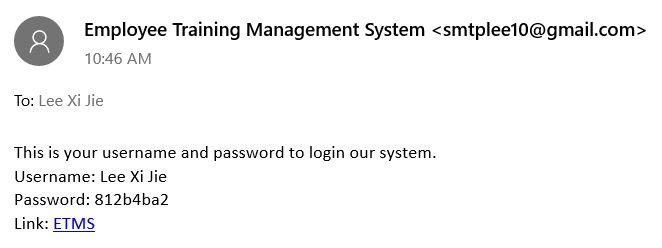 Employee Training Management System <smtplee10@gmail.com>
10:46 AM
To: Lee Xi Jie
This is your username and password to login our system.
Username: Lee Xi Jie
Password: 812b4ba2
Link: ETMS